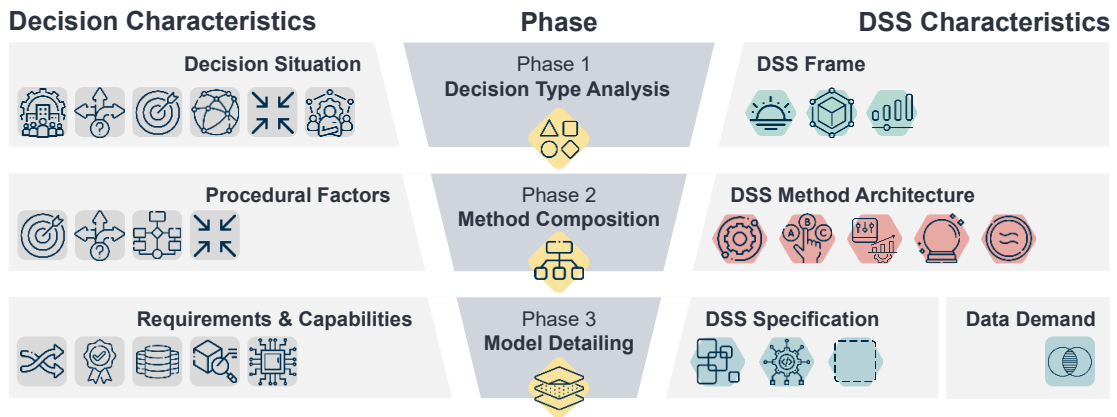 Decision Characteristics
Phase
DSS Characteristics
Decision Situation
Phase 1
Decision Type Analysis
DSS Frame
?
Procedural Factors
Phase 2
Method Composition
DSS Method Architecture
?
A B C
Requirements & Capabilities
Phase 3
Model Detailing
DSS Specification
Data Demand